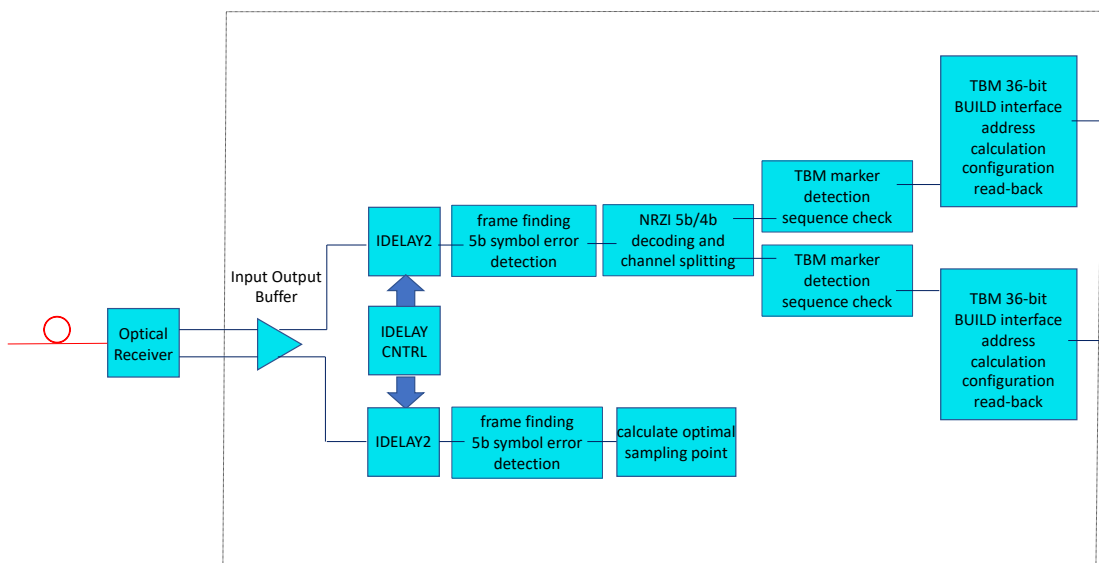 Optical
Receiver
Input Output
Buffer
IDELAY2
IDELAY
CNTRL
IDELAY2
frame finding
5b symbol error
detection
NRZI 5b/4b
decoding and
channel splitting
frame finding
5b symbol error
detection
calculate optimal
sampling point
TBM marker
detection
sequence check
TBM marker
detection
sequence check
TBM 36-bit
BUILD interface
address
calculation
configuration
read-back
TBM 36-bit
BUILD interface
address
calculation
configuration
read-back